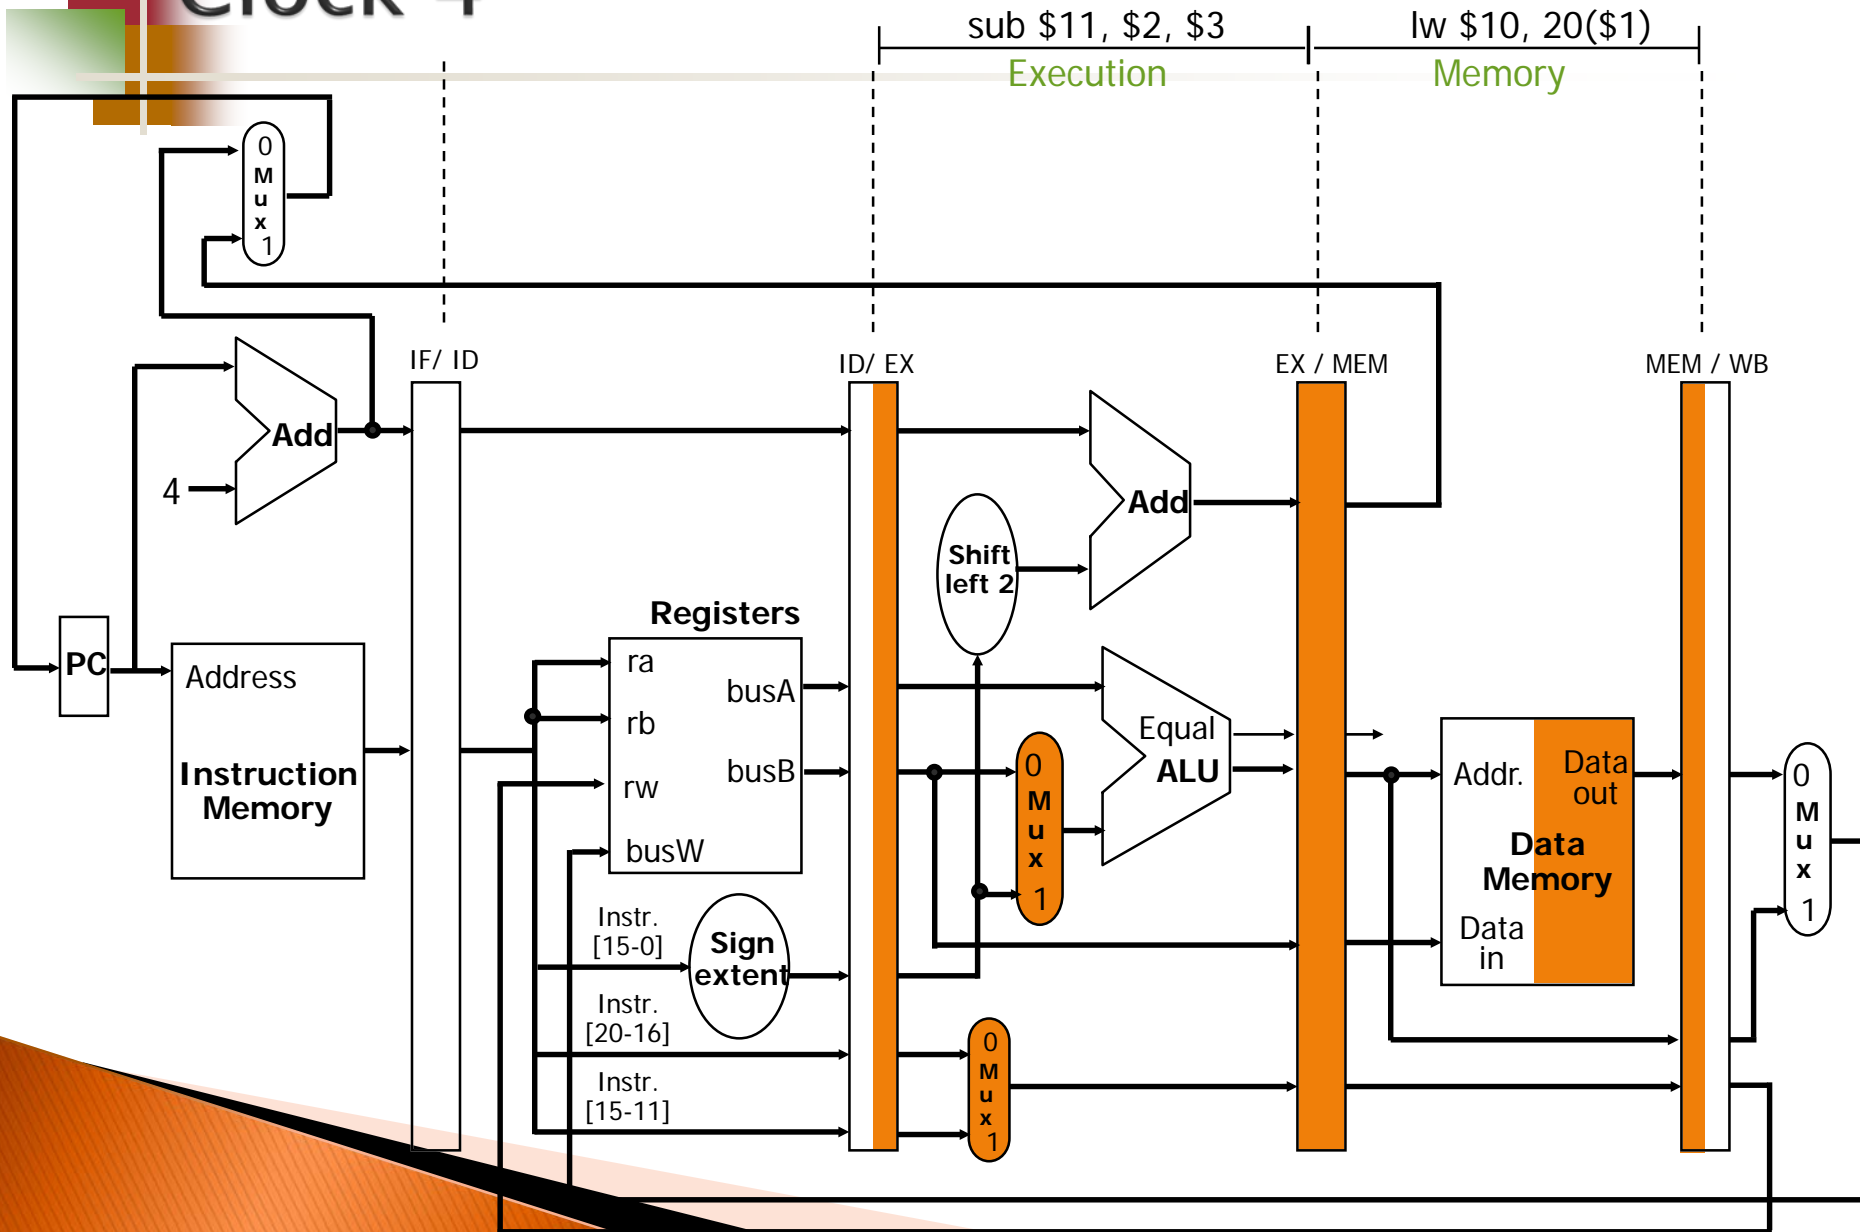 Clock 4
sub $11, $2, $3
lw $10, 20($1)
Execution
Memory
0
M
u
x
1
IF/ ID
ID/ EX
EX / MEM
MEM / WB
Add
4
Add
Shift
left 2
Registers
PC
Address
Instruction
Memory
ra
rb
rw
busW
busA
busB
Equal
ALU
0
M
u
x
1
Addr.
Data
out
Data
Memory
Data
in
0
M
u
x
1
Instr.
[15-0]
Sign
extent
Instr.
[20-16]
Instr.
[15-11]
0
M
u
x
1